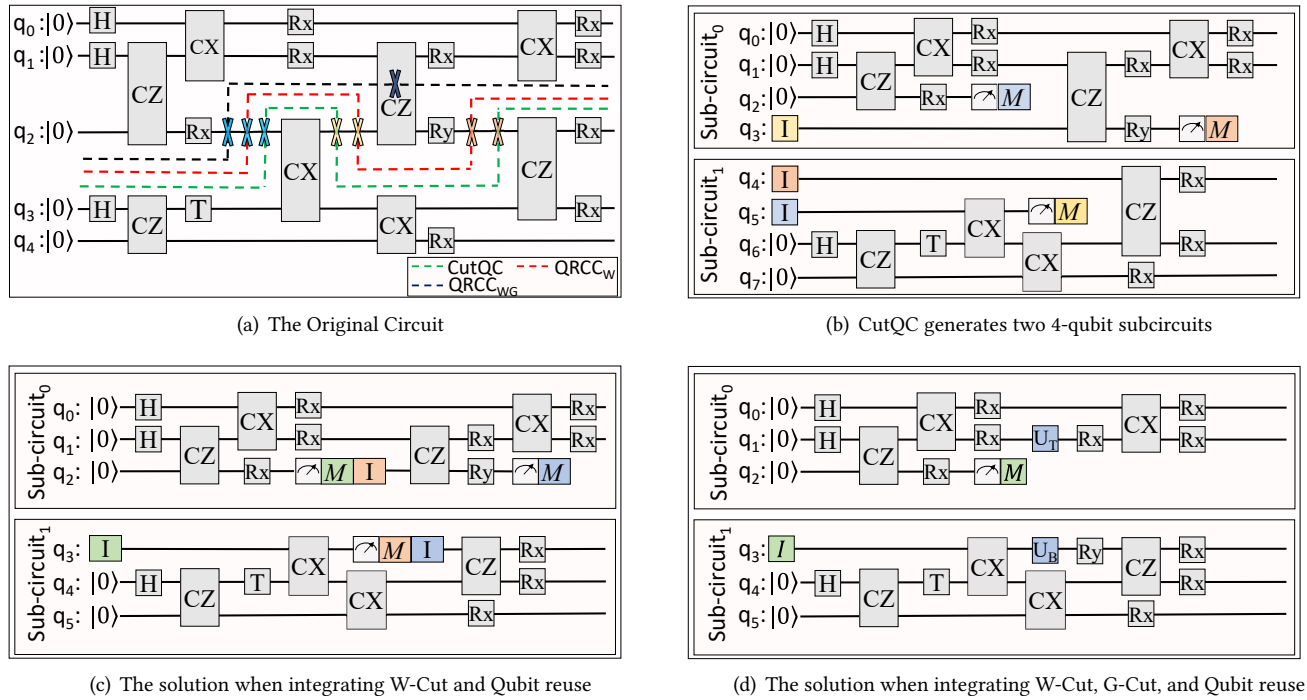 q0:|0⟩ H Rx
q1:|0⟩ H CZ CX Rx CZ Rx CX Rx
q2:|0⟩ Rx Ry Rx
q3:|0⟩ H CZ T CX CX CZ Rx
q4:|0⟩ Rx
CutQC QRCC_W
QRCC_WG
(a) The Original Circuit
Sub-circuit0
q0:|0⟩ H CX Rx CX Rx
q1:|0⟩ H CZ Rx CZ Rx Rx
q2:|0⟩ Rx M
q3: I Ry M
Sub-circuit1
q4: I CZ Rx
q5: I CX M
q6:|0⟩ H CZ T CX Rx
q7:|0⟩ Rx
(b) CutQC generates two 4-qubit subcircuits
Sub-circuit0
q0: |0⟩ H CX Rx CX Rx
q1: |0⟩ H CZ Rx CZ Rx Rx
q2: |0⟩ Rx M I Ry M
Sub-circuit1
q3: I CX M I CZ Rx
q4: |0⟩ H CZ T CX Rx
q5: |0⟩ Rx
(c) The solution when integrating W-Cut and Qubit reuse
Sub-circuit0
q0: |0⟩ H CX Rx CX Rx
q1: |0⟩ H CZ Rx U_T Rx Rx
q2: |0⟩ Rx M
Sub-circuit1
q3: I CX U_B Ry CZ Rx
q4: |0⟩ H CZ T CX Rx
q5: |0⟩ Rx
(d) The solution when integrating W-Cut, G-Cut, and Qubit reuse